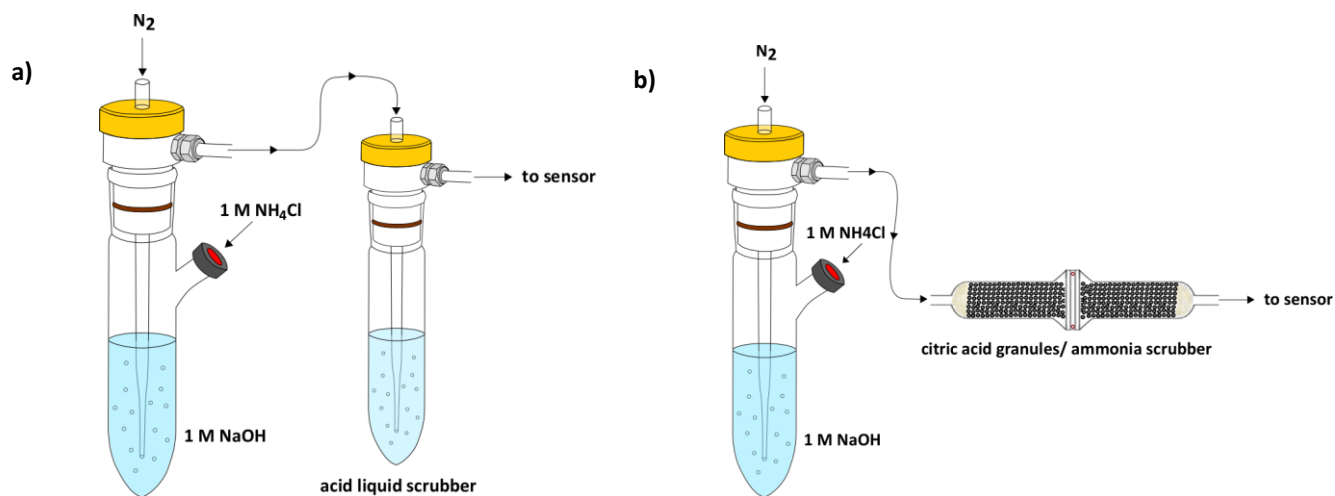 a)
N₂
1 M NH₄Cl
to sensor
1 M NaOH
acid liquid scrubber
b)
N₂
1 M NH4Cl
to sensor
citric acid granules/ ammonia scrubber
1 M NaOH